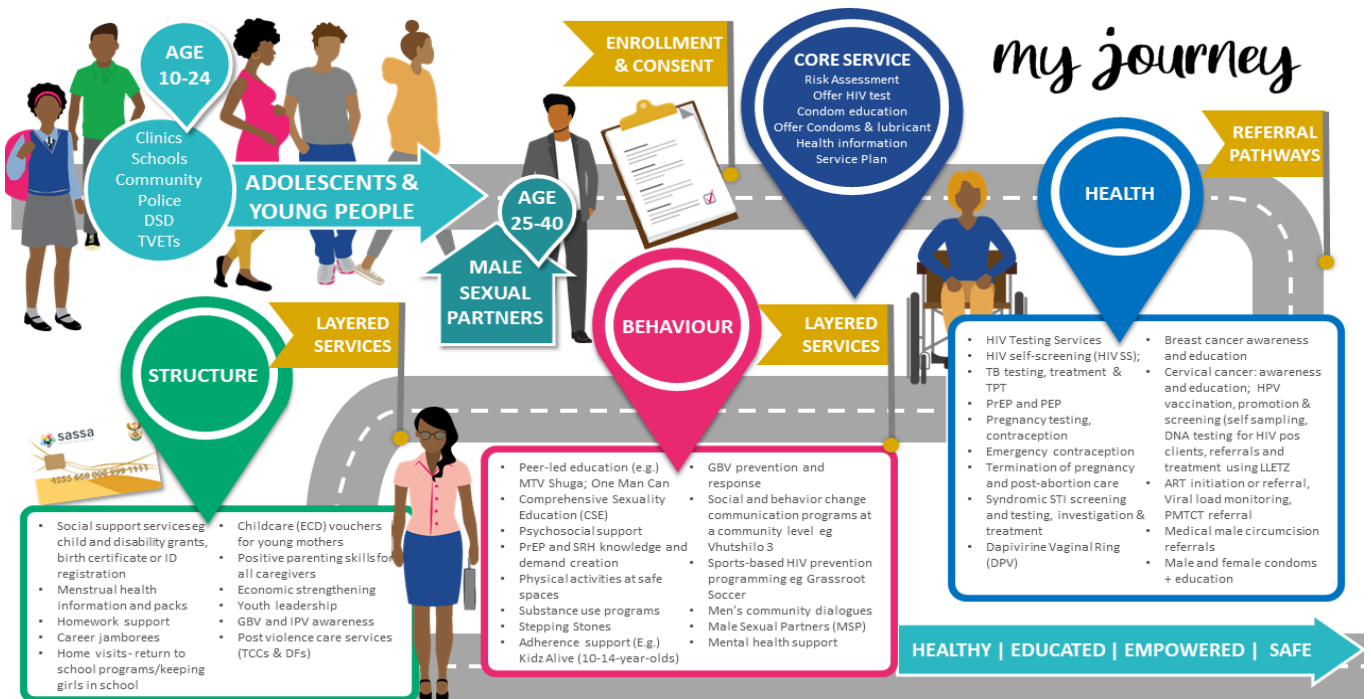 my journey
AGE
10-24
Clinics
Schools
Community
Police
DSD
TVETs
ADOLESCENTS &
YOUNG PEOPLE
AGE
25-40
MALE
SEXUAL
PARTNERS
ENROLLMENT
& CONSENT
CORE SERVICE
Risk Assessment
Offer HIV test
Condom education
Offer Condoms & lubricant
Health information
Service Plan
REFERRAL
PATHWAYS
HEALTH
• HIV Testing Services
• HIV self-screening (HIV SS);
• TB testing, treatment &
TPT
• PrEP and PEP
• Pregnancy testing,
contraception
• Emergency contraception
• Termination of pregnancy
and post-abortion care
• Syndromic STI screening
and testing, investigation &
treatment
• Dapivirine Vaginal Ring
(DPV)
• Breast cancer awareness
and education
• Cervical cancer: awareness
and education; HPV
vaccination, promotion &
screening (self sampling,
DNA testing for HIV pos
clients, referrals and
treatment using LLETZ
• ART initiation or referral,
Viral load monitoring,
PMTCT referral
• Medical male circumcision
referrals
• Male and female condoms
+ education
LAYERED
SERVICES
BEHAVIOUR
• Peer-led education (e.g.)
MTV Shuga; One Man Can
• Comprehensive Sexuality
Education (CSE)
• Psychosocial support
• PrEP and SRH knowledge and
demand creation
• Physical activities at safe
spaces
• Substance use programs
• Stepping Stones
• Adherence support (E.g.)
Kidz Alive (10-14-year-olds)
• GBV prevention and
response
• Social and behavior change
communication programs at
a community level eg
Vhutshilo 3
• Sports-based HIV prevention
programming eg Grassroot
Soccer
• Men's community dialogues
• Male Sexual Partners (MSP)
• Mental health support
LAYERED
SERVICES
STRUCTURE
sassa
• Social support services eg
child and disability grants,
birth certificate or ID
registration
• Menstrual health
information and packs
• Homework support
• Career jamborees
• Home visits- return to
school programs/keeping
girls in school
• Childcare (ECD) vouchers
for young mothers
• Positive parenting skills for
all caregivers
• Economic strengthening
• Youth leadership
• GBV and IPV awareness
• Post violence care services
(TCCs & DFs)
HEALTHY | EDUCATED | EMPOWERED | SAFE